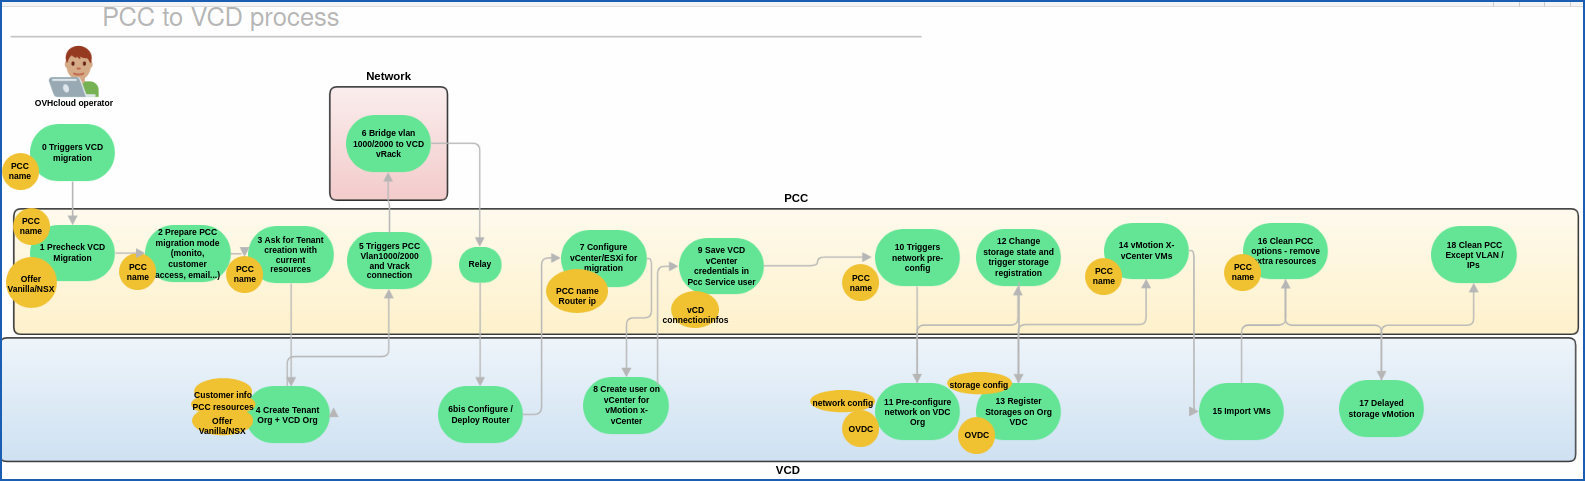 PCC to VCD process
OVHcloud operator
0 Triggers VCD
migration
PCC
name
Network
6 Bridge vlan
1000/2000 to VCD
vRack
PCC
PCC
name
1 Precheck VCD
Migration
Offer
Vanilla/NSX
2 Prepare PCC
migration mode
(monito,
customer
access, email...)
PCC
name
3 Ask for Tenant
creation with
current
resources
PCC
name
5 Triggers PCC
Vlan1000/2000
and Vrack
connection
Relay
7 Configure
vCenter/ESXi for
migration
PCC name
Router ip
9 Save VCD
vCenter
credentials in
Pcc Service user
vCD
connectioninfos
10 Triggers
network pre-
config
PCC
name
12 Change
storage state and
trigger storage
registration
14 vMotion X-
vCenter VMs
PCC
name
16 Clean PCC
options - remove
extra resources
PCC
name
18 Clean PCC
Except VLAN /
IPs
Customer info
PCC resources
Offer
Vanilla/NSX
4 Create Tenant
Org + VCD Org
6bis Configure /
Deploy Router
8 Create user on
vCenter for
vMotion x-
vCenter
network config
OVDC
11 Pre-configure
network on VDC
Org
storage config
OVDC
13 Register
Storages on Org
VDC
15 Import VMs
17 Delayed
storage vMotion
VCD